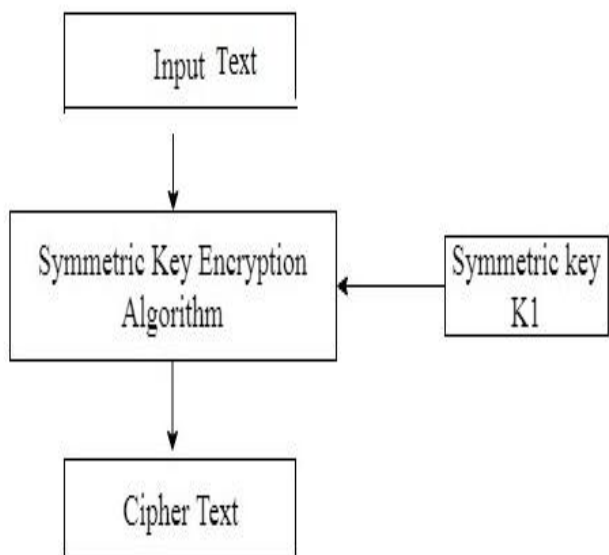 Input Text
Symmetric Key Encryption
Algorithm
Symmetric key
K1
Cipher Text